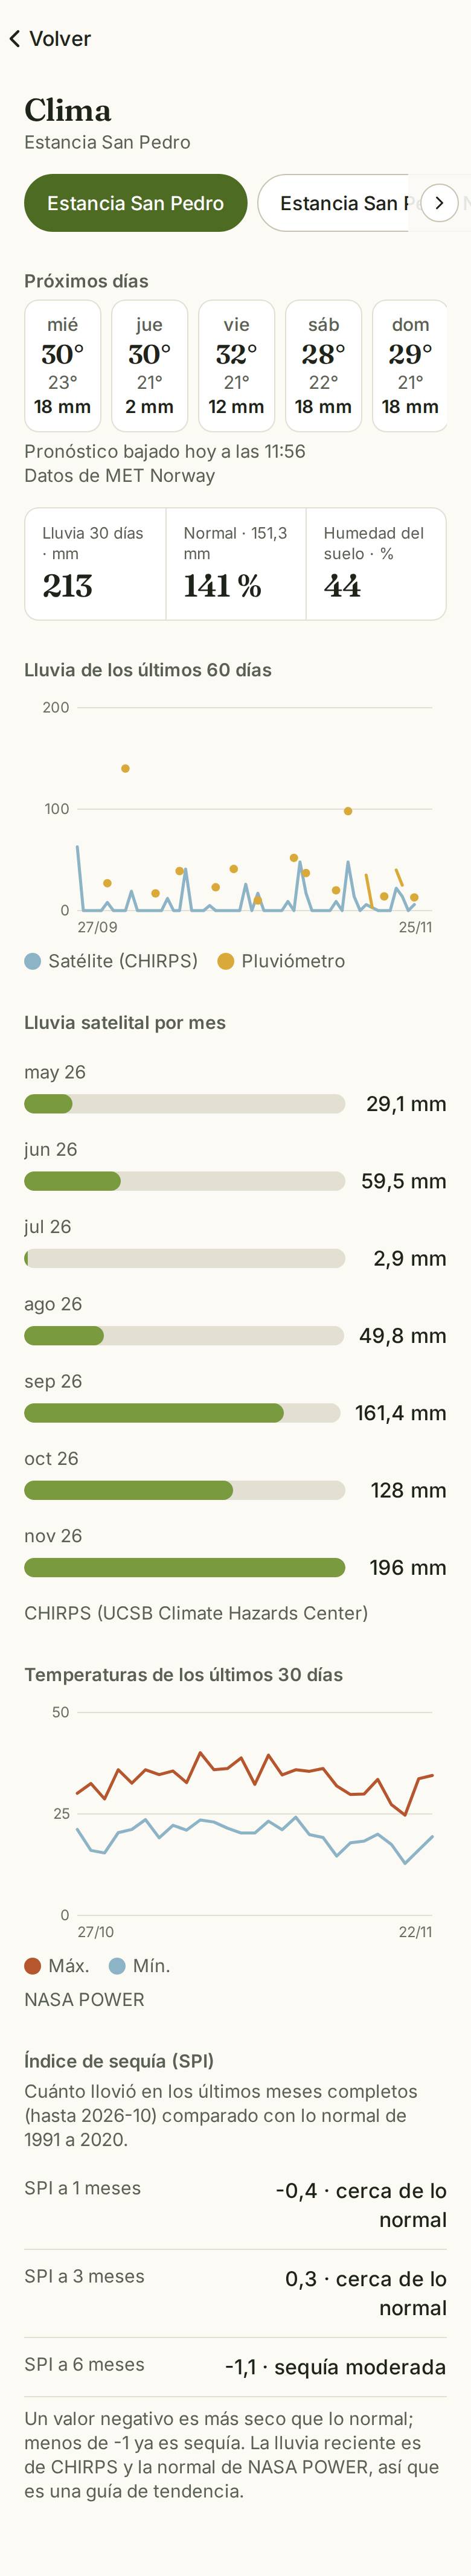 Volver
Clima
Estancia San Pedro
Estancia San Pedro
Estancia San
Próximos días
mié
30°
23°
18 mm
jue
30°
21°
2 mm
vie
32°
21°
12 mm
sáb
28°
22°
18 mm
dom
29°
21°
18 mm
Pronóstico bajado hoy a las 11:56
Datos de MET Norway
Lluvia 30 días
· mm
213
Normal · 151,3
mm
141 %
Humedad del
suelo · %
44
Lluvia de los últimos 60 días
200
100
0
27/09
25/11
Satélite (CHIRPS)
Pluviómetro
Lluvia satelital por mes
may 26
29,1 mm
jun 26
59,5 mm
jul 26
2,9 mm
ago 26
49,8 mm
sep 26
161,4 mm
oct 26
128 mm
nov 26
196 mm
CHIRPS (UCSB Climate Hazards Center)
Temperaturas de los últimos 30 días
50
25
0
27/10
22/11
Máx.
Mín.
NASA POWER
Índice de sequía (SPI)
Cuánto llovió en los últimos meses completos
(hasta 2026-10) comparado con lo normal de
1991 a 2020.
SPI a 1 meses
-0,4 · cerca de lo
normal
SPI a 3 meses
0,3 · cerca de lo
normal
SPI a 6 meses
-1,1 · sequía moderada
Un valor negativo es más seco que lo normal;
menos de -1 ya es sequía. La lluvia reciente es
de CHIRPS y la normal de NASA POWER, así que
es una guía de tendencia.